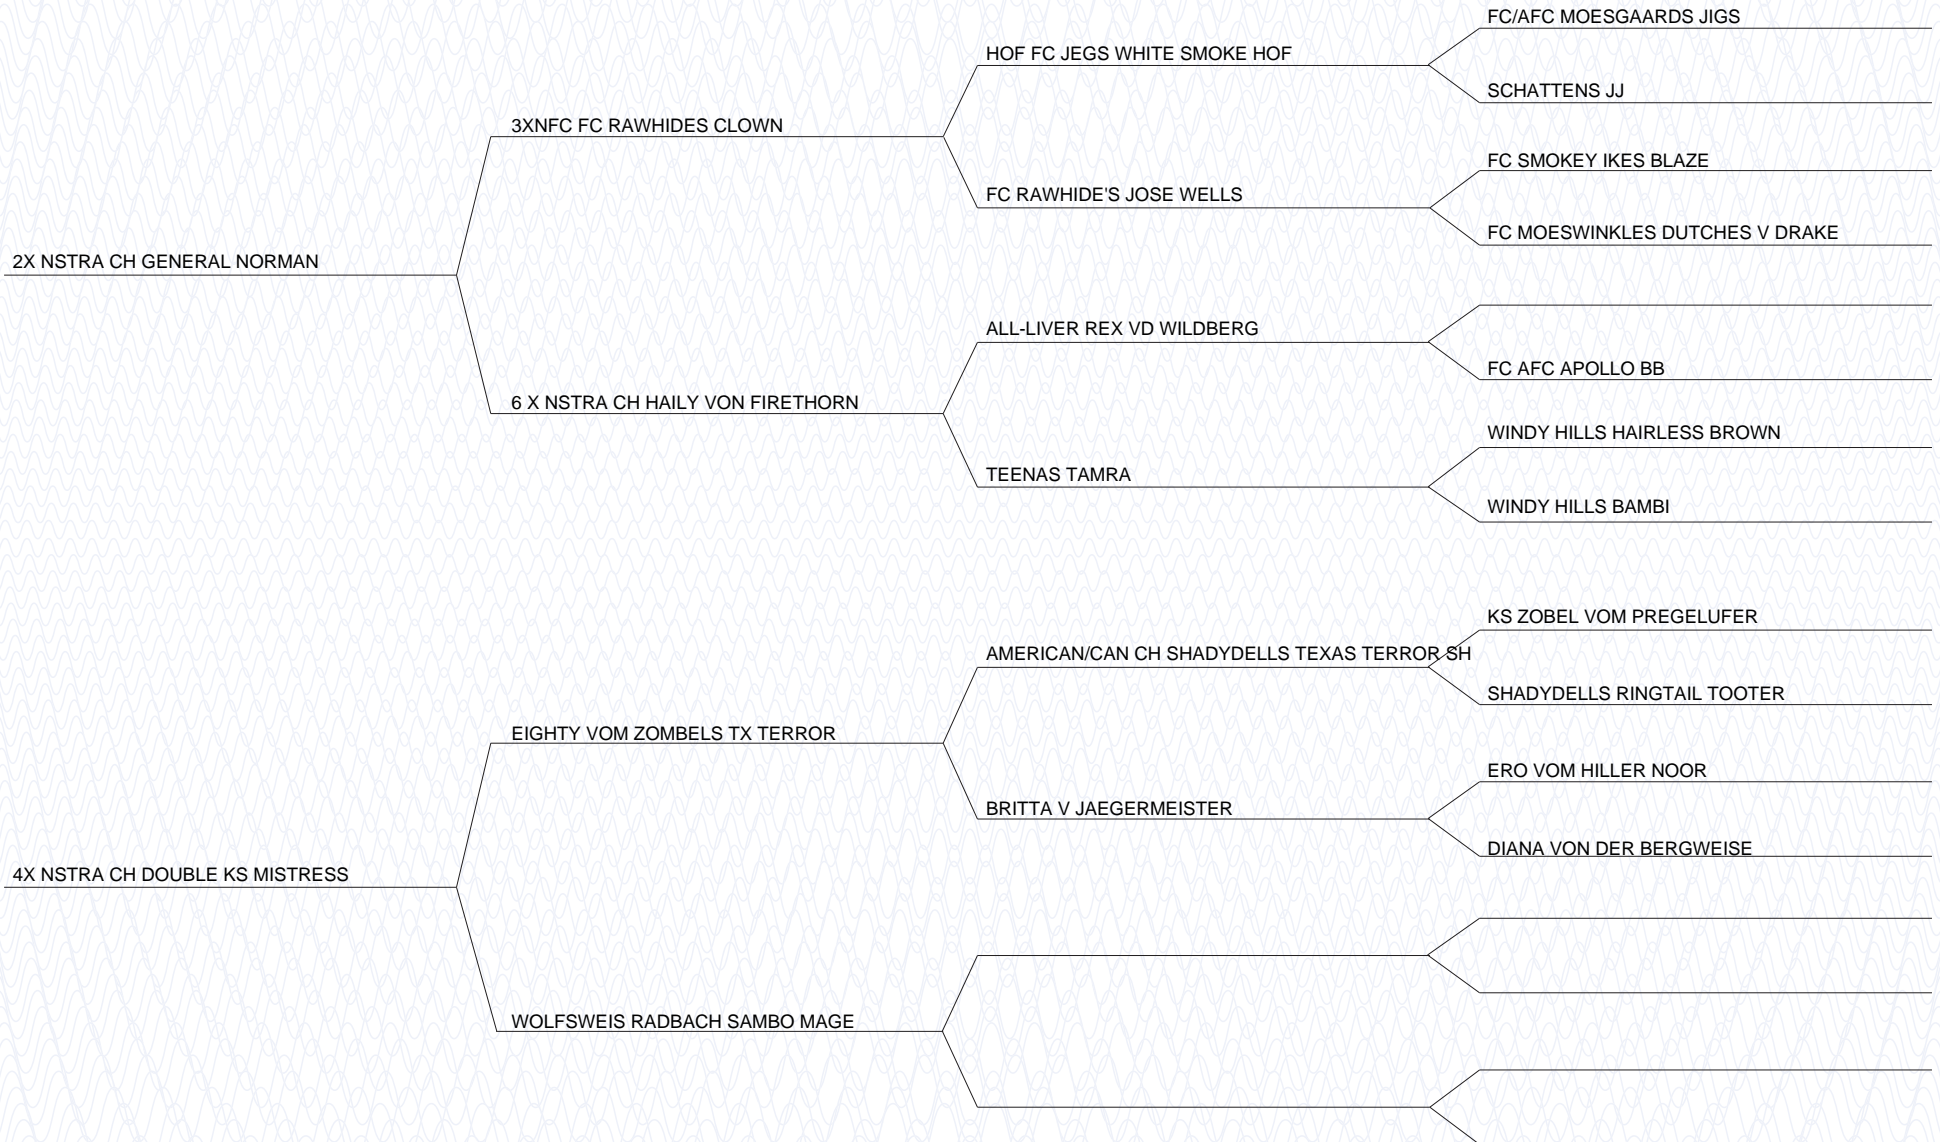 FC/AFC MOESGAARDS JIGS
HOF FC JEGS WHITE SMOKE HOF
SCHATTENS JJ
3XNFC FC RAWHIDES CLOWN
FC SMOKEY IKES BLAZE
FC RAWHIDE'S JOSE WELLS
FC MOESWINKLES DUTCHES V DRAKE
2X NSTRA CH GENERAL NORMAN
ALL-LIVER REX VD WILDBERG
FC AFC APOLLO BB
6 X NSTRA CH HAILY VON FIRETHORN
WINDY HILLS HAIRLESS BROWN
TEENAS TAMRA
WINDY HILLS BAMBI
KS ZOBEL VOM PREGELUFER
AMERICAN/CAN CH SHADYDELLS TEXAS TERROR SH
SHADYDELLS RINGTAIL TOOTER
EIGHTY VOM ZOMBELS TX TERROR
ERO VOM HILLER NOOR
BRITTA V JAEGERMEISTER
DIANA VON DER BERGWEISE
4X NSTRA CH DOUBLE KS MISTRESS
WOLFSWEIS RADBACH SAMBO MAGE